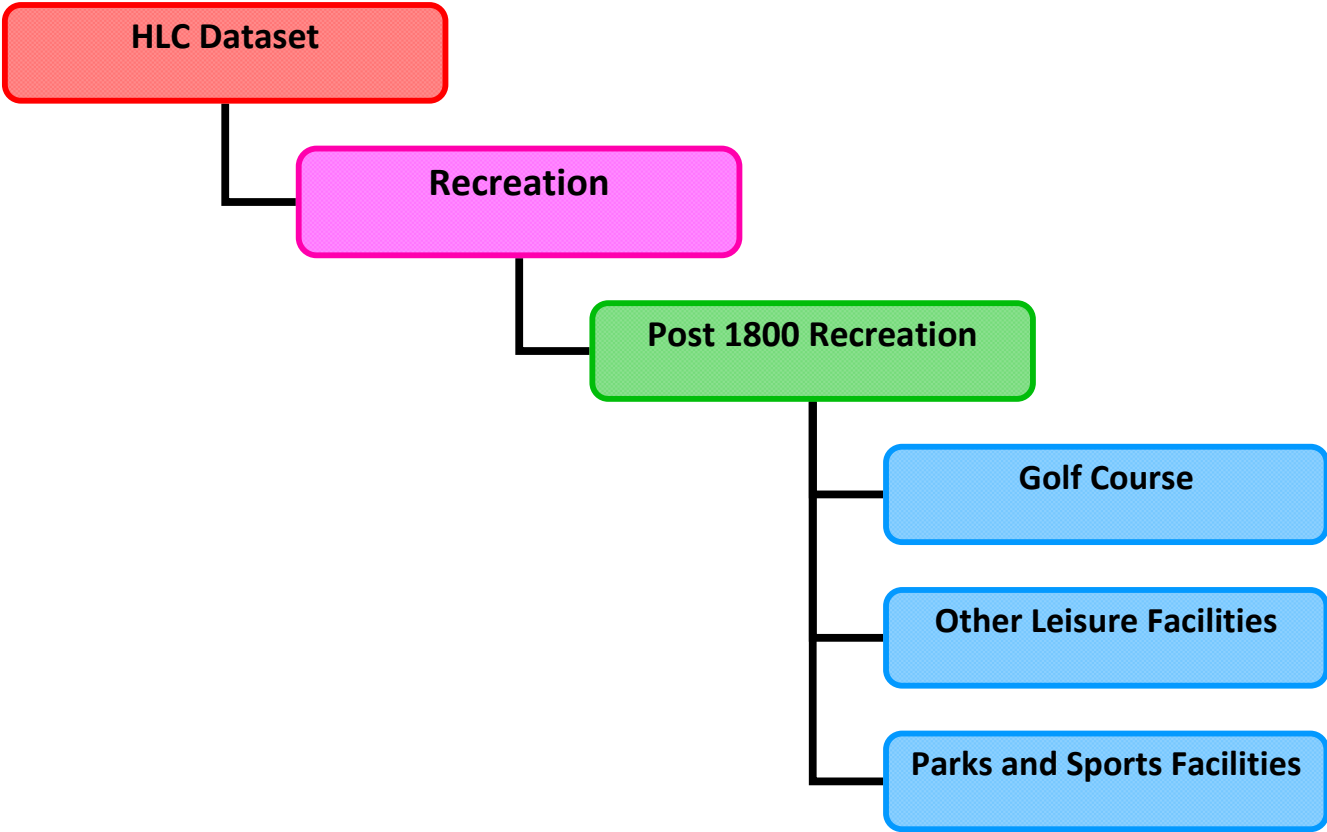 HLC Dataset
Recreation
Post 1800 Recreation
Golf Course
Other Leisure Facilities
Parks and Sports Facilities